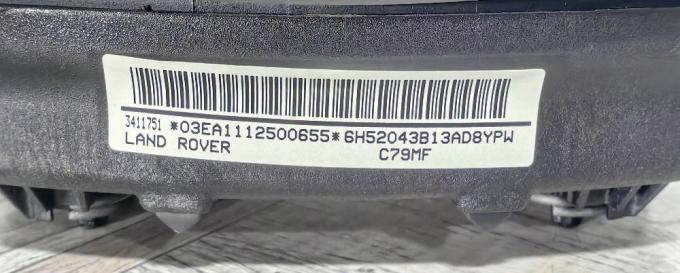 3411751 *03EA1112500655* 6H52043B13AD8YPW
LAND ROVER C79MF